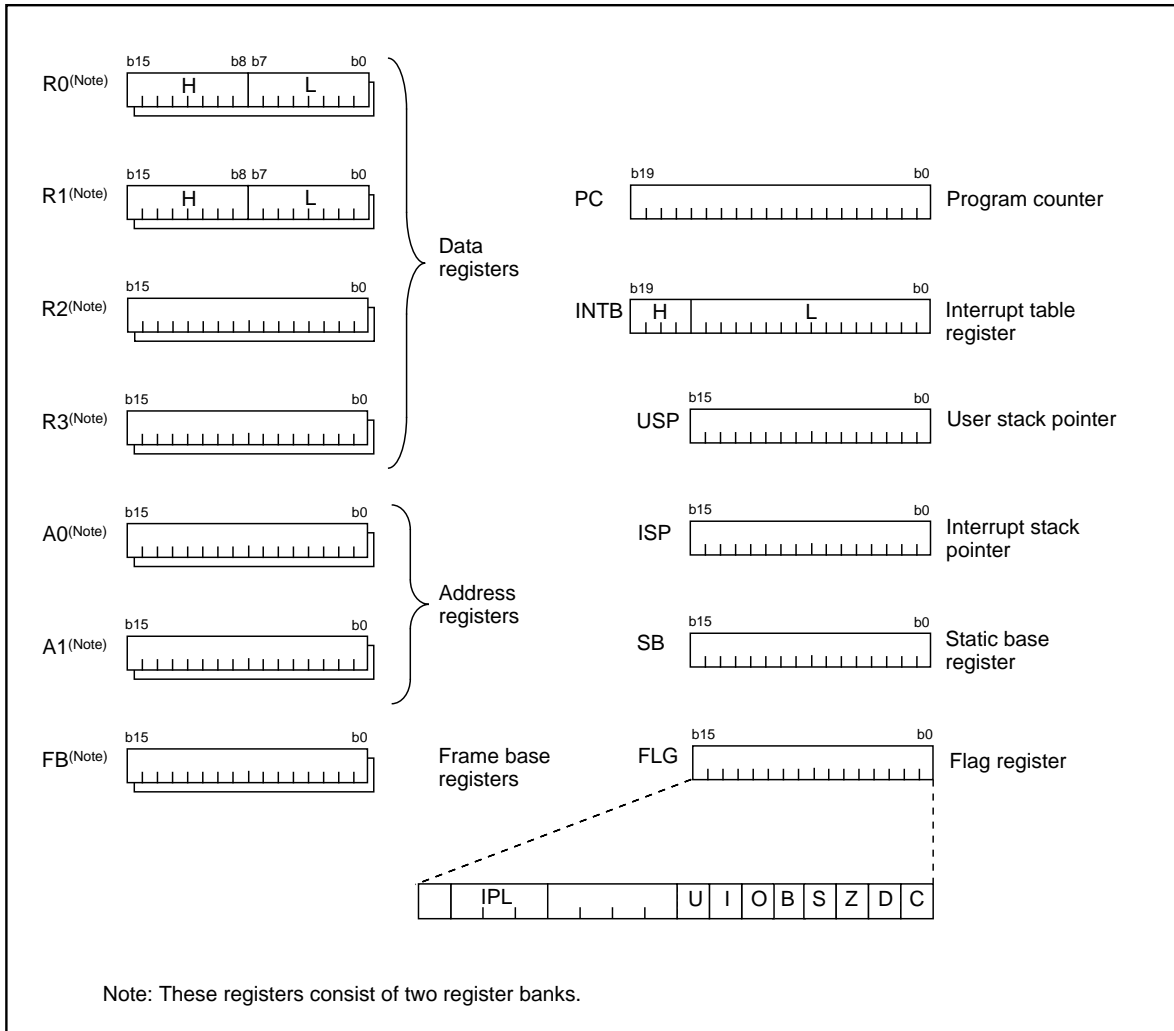 b15 b8 b7 b0
R0(Note) H L
b15 b8 b7 b0
R1(Note) H L
b15 b0
R2(Note)
b15 b0
R3(Note)
Data
registers
b15 b0
A0(Note)
b15 b0
A1(Note)
Address
registers
b15 b0
FB(Note)
Frame base
registers
b19 b0
PC Program counter
b19 b0
INTB H L Interrupt table
register
b15 b0
USP User stack pointer
b15 b0
ISP Interrupt stack
pointer
b15 b0
SB Static base
register
b15 b0
FLG Flag register
IPL U I O B S Z D C
Note: These registers consist of two register banks.